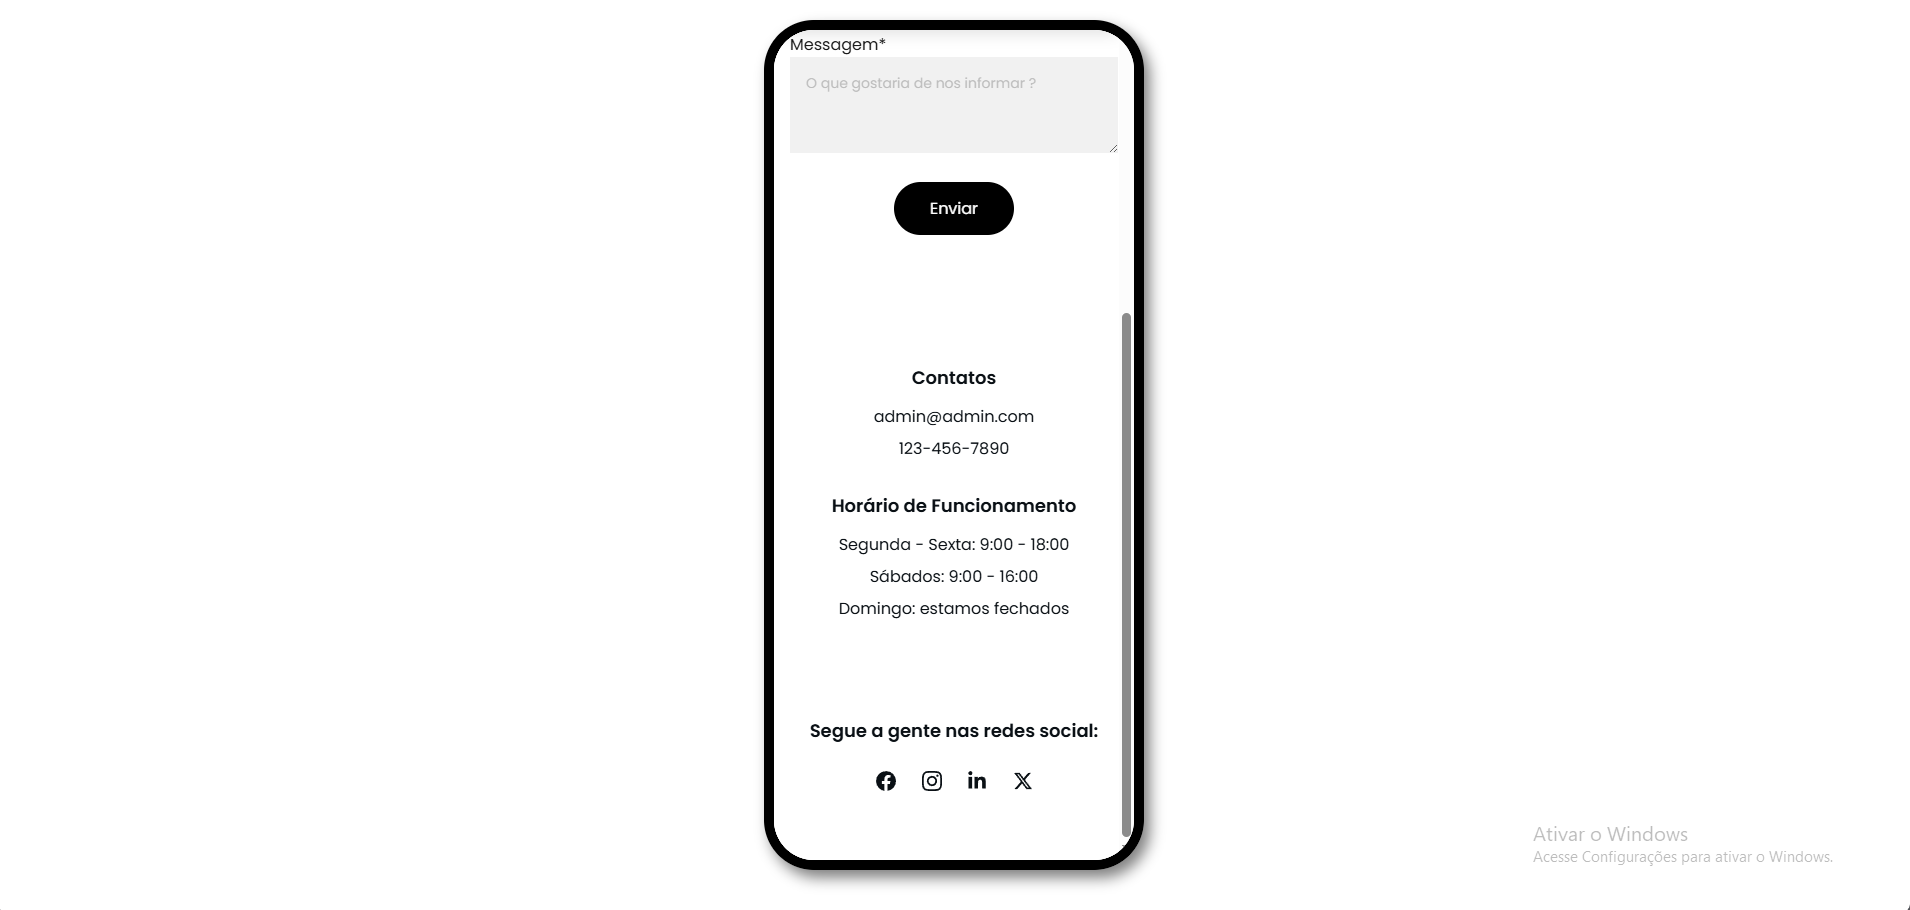 Messagem*
O que gostaria de nos informar ?
Enviar
Contatos
admin@admin.com
123-456-7890
Horário de Funcionamento
Segunda - Sexta: 9:00 - 18:00
Sábados: 9:00 - 16:00
Domingo: estamos fechados
Segue a gente nas redes social:
Ativar o Windows
Acesse Configurações para ativar o Windows.